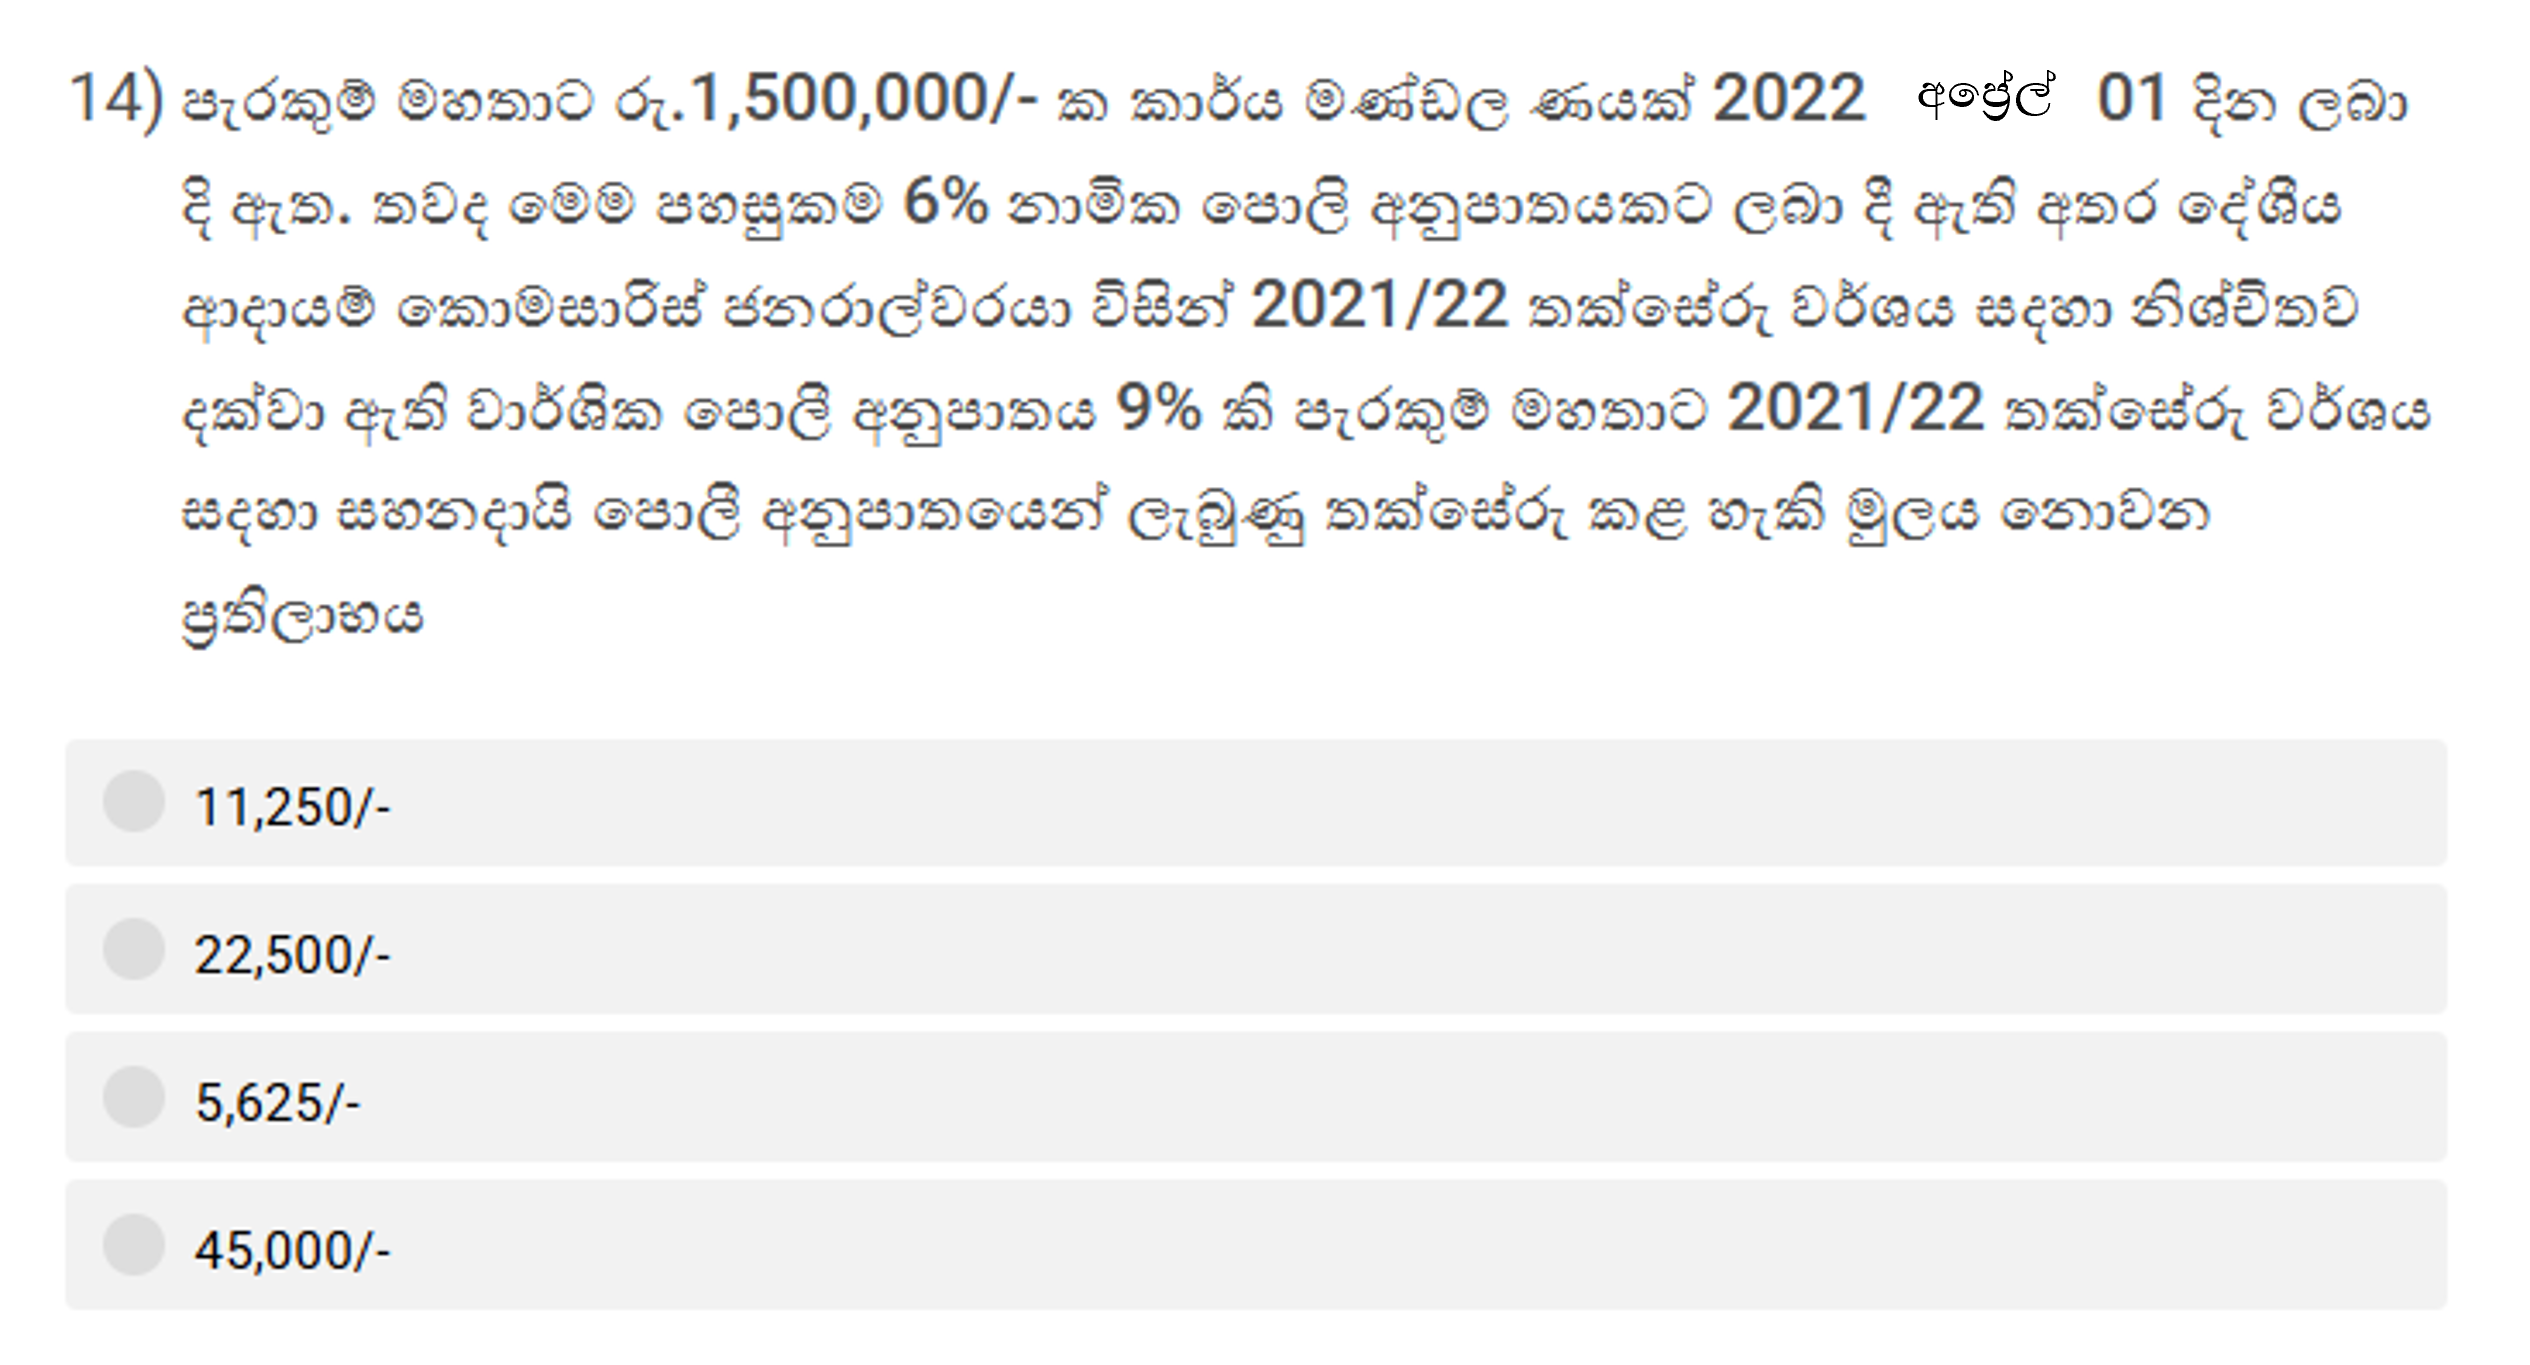 14) පැරකුම් මහතාට රු.1,500,000/- ක කාර්ය මණ්ඩල ණයක් 2022 අප්‍රේල් 01 දින ලබා
දි ඇත. තවද මෙම පහසුකම 6% නාමික පොලි අනුපාතයකට ලබා දී ඇති අතර දේශීය
ආදායම් කොමසාරිස් ජනරාල්වරයා විසින් 2021/22 තක්සේරු වර්ශය සදහා නිශ්චිතව
දක්වා ඇති වාර්ශික පොලී අනුපාතය 9% කි පැරකුම් මහතාට 2021/22 තක්සේරු වර්ශය
සදහා සහනදායි පොලී අනුපාතයෙන් ලැබුණු තක්සේරු කළ හැකි මුලය නොවන
ප්‍රතිලාභය
11,250/-
22,500/-
5,625/-
45,000/-